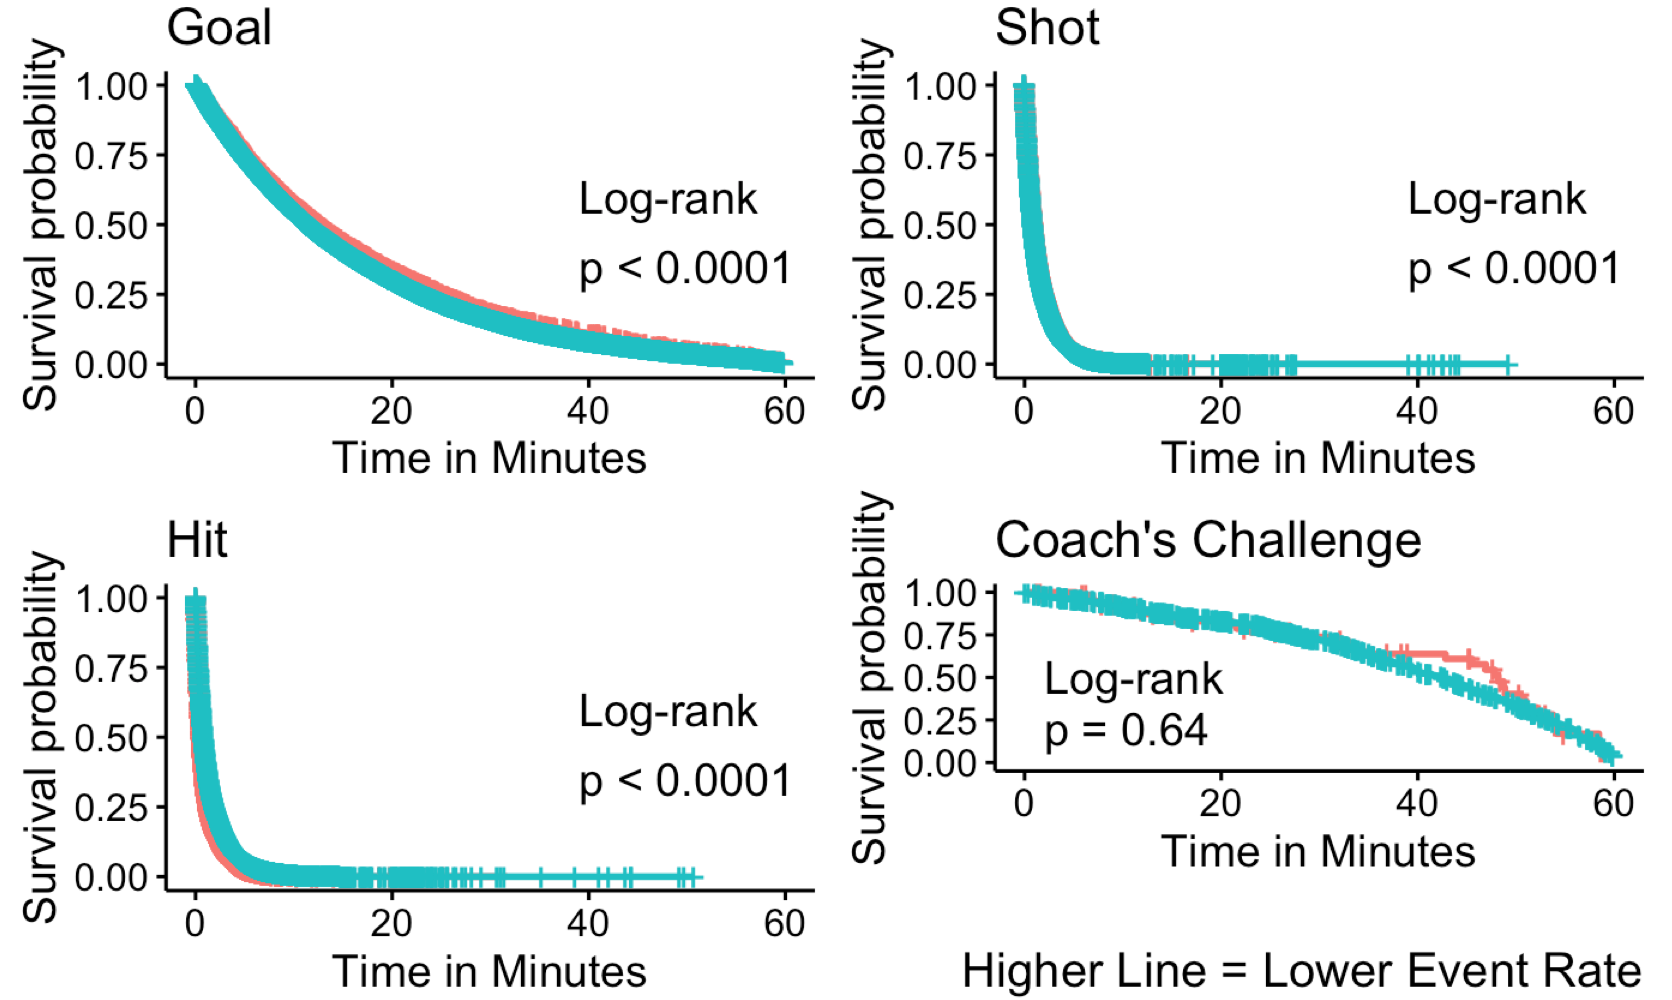 Goal
Survival probability
1.00
0.75
0.50
0.25
0.00
Log-rank
p < 0.0001
0 20 40 60
Time in Minutes
Shot
Survival probability
1.00
0.75
0.50
0.25
0.00
Log-rank
p < 0.0001
0 20 40 60
Time in Minutes
Hit
Survival probability
1.00
0.75
0.50
0.25
0.00
Log-rank
p < 0.0001
0 20 40 60
Time in Minutes
Coach's Challenge
Survival probability
1.00
0.75
0.50
0.25
0.00
Log-rank
p = 0.64
0 20 40 60
Time in Minutes
Higher Line = Lower Event Rate